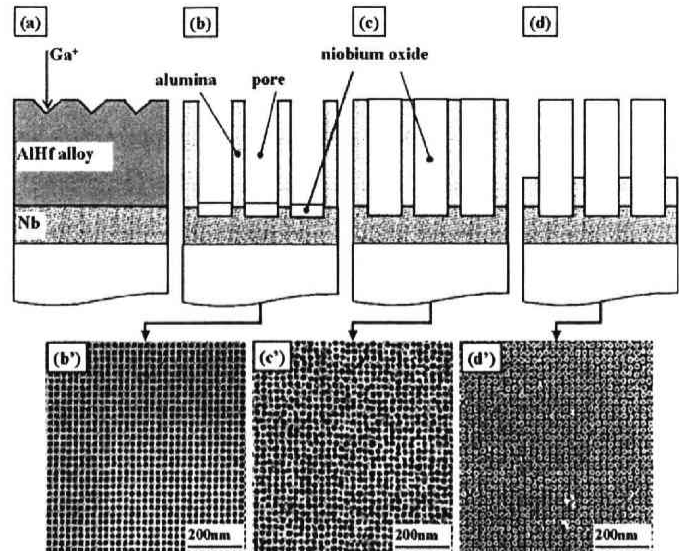 (a)
(b)
(c)
(d)
Ga+
niobium oxide
alumina
pore
AlHf alloy
Nb
(b')
(c')
(d')
200nm
200nm
200nm